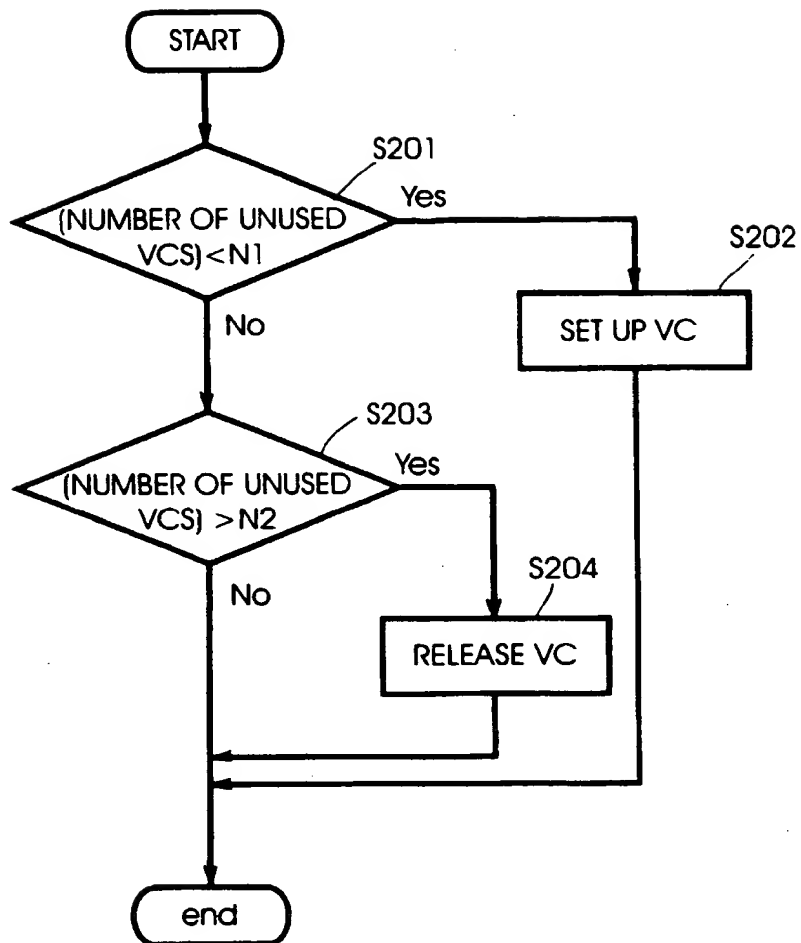 START
S201
(NUMBER OF UNUSED
VCS)<N1
Yes
S202
SET UP VC
No
S203
(NUMBER OF UNUSED
VCS) >N2
Yes
No
S204
RELEASE VC
end